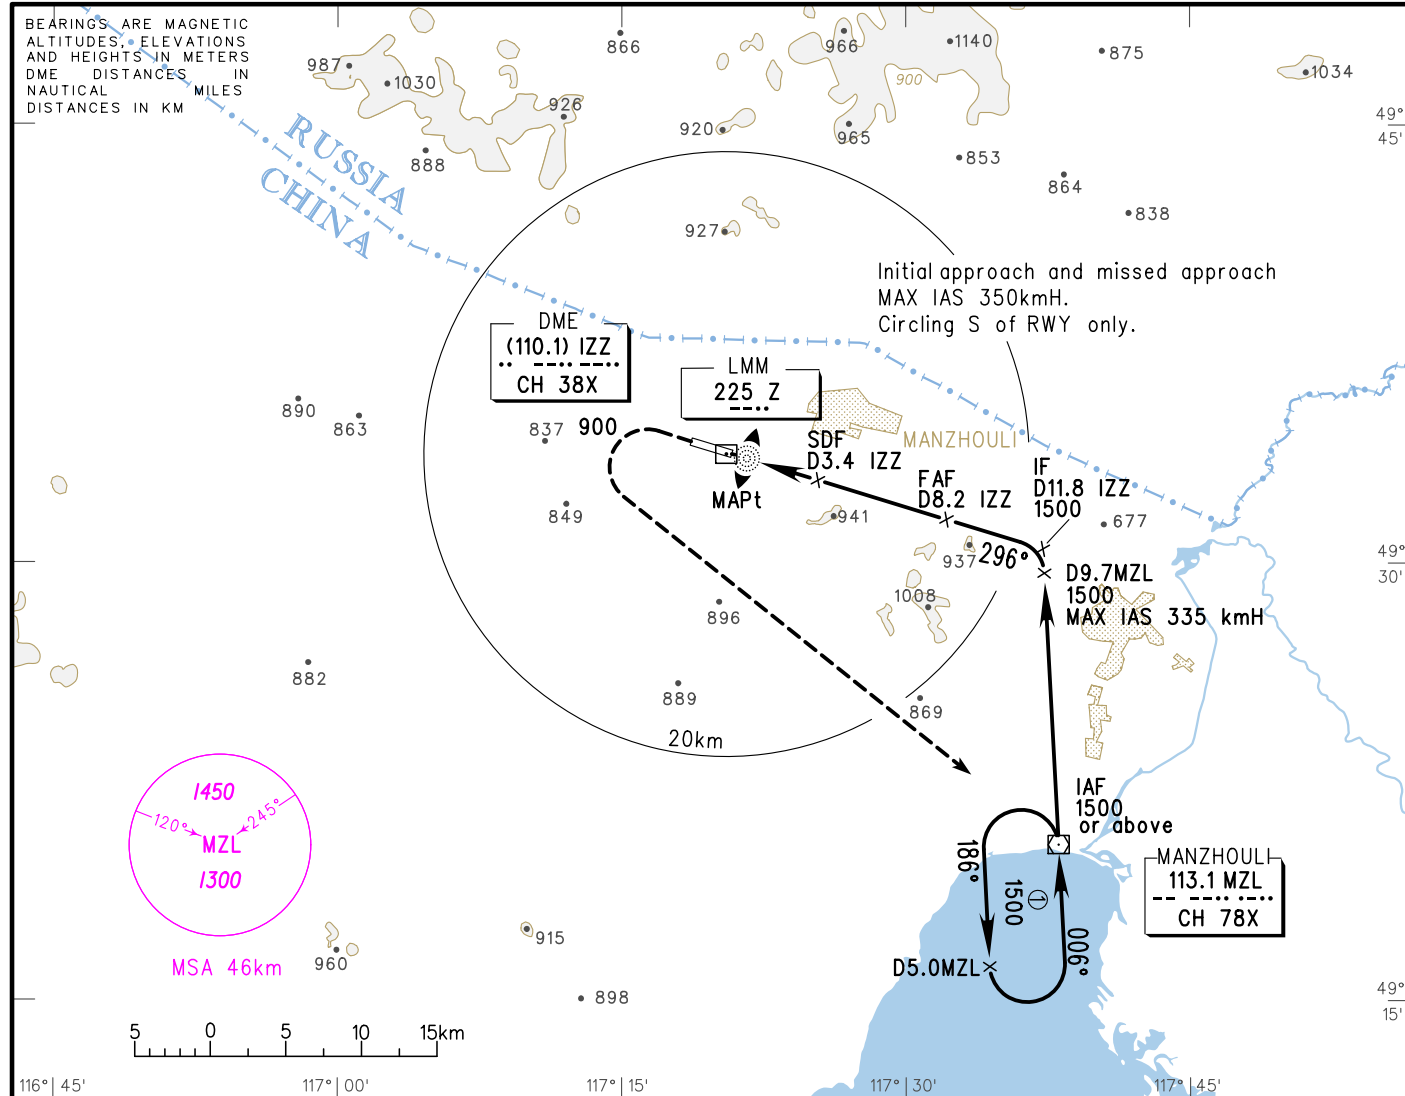 BEARINGS ARE MAGNETIC
ALTITUDES, ELEVATIONS
AND HEIGHTS IN METERS
DME DISTANCES IN
NAUTICAL MILES
DISTANCES IN KM
987
1030
866
926
888
966
1140
875
1034
900
920
965
853
864
838
49°
45'
RUSSIA
CHINA
927
Initial approach and missed approach
MAX IAS 350kmH.
Circling S of RWY only.
DME
(110.1) IZZ
CH 38X
LMM
225 Z
890
863
837
900
849
MANZHOULI
SDF
D3.4 IZZ
MAPt
FAF
D8.2 IZZ
IF
D11.8 IZZ
1500
677
941
937
296°
D9.7MZL
1500
MAX IAS 335 kmH
49°
30'
1008
896
882
889
869
20km
IAF
1500
or above
MANZHOULI
113.1 MZL
CH 78X
186°
1500
①
006°
D5.0MZL
1450
120°
245°
MZL
1300
MSA 46km
960
915
898
49°
15'
5 0 5 10 15km
116° 45'
117° 00'
117° 15'
117° 30'
117° 45'